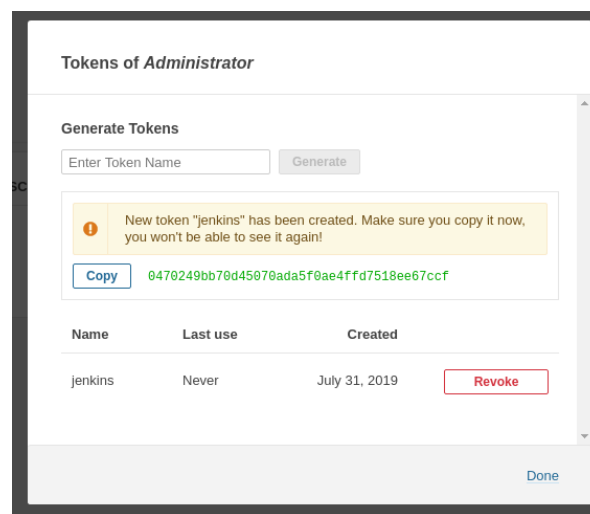 Tokens of Administrator
SC
Generate Tokens
Enter Token Name
Generate
New token "jenkins" has been created. Make sure you copy it now,
you won't be able to see it again!
Copy
0470249bb70d45070ada5f0ae4ffd7518ee67ccf
Name Last use Created
jenkins Never July 31, 2019 Revoke
Done